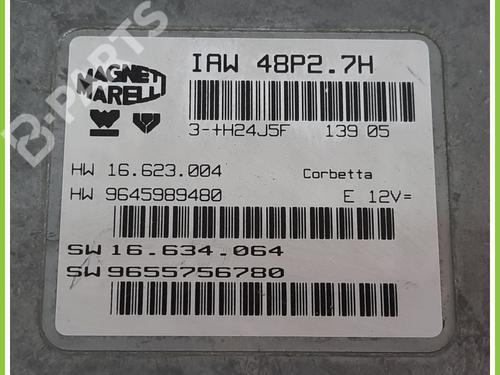 MAGNETI
MARELLI
IAW 48P2.7H
3-+H24J5F 139 05
HW 16.623.004 Corbetta
HW 9645989480 E 12V=
SW 16.634.064
SW 9655756780
B-PARTS